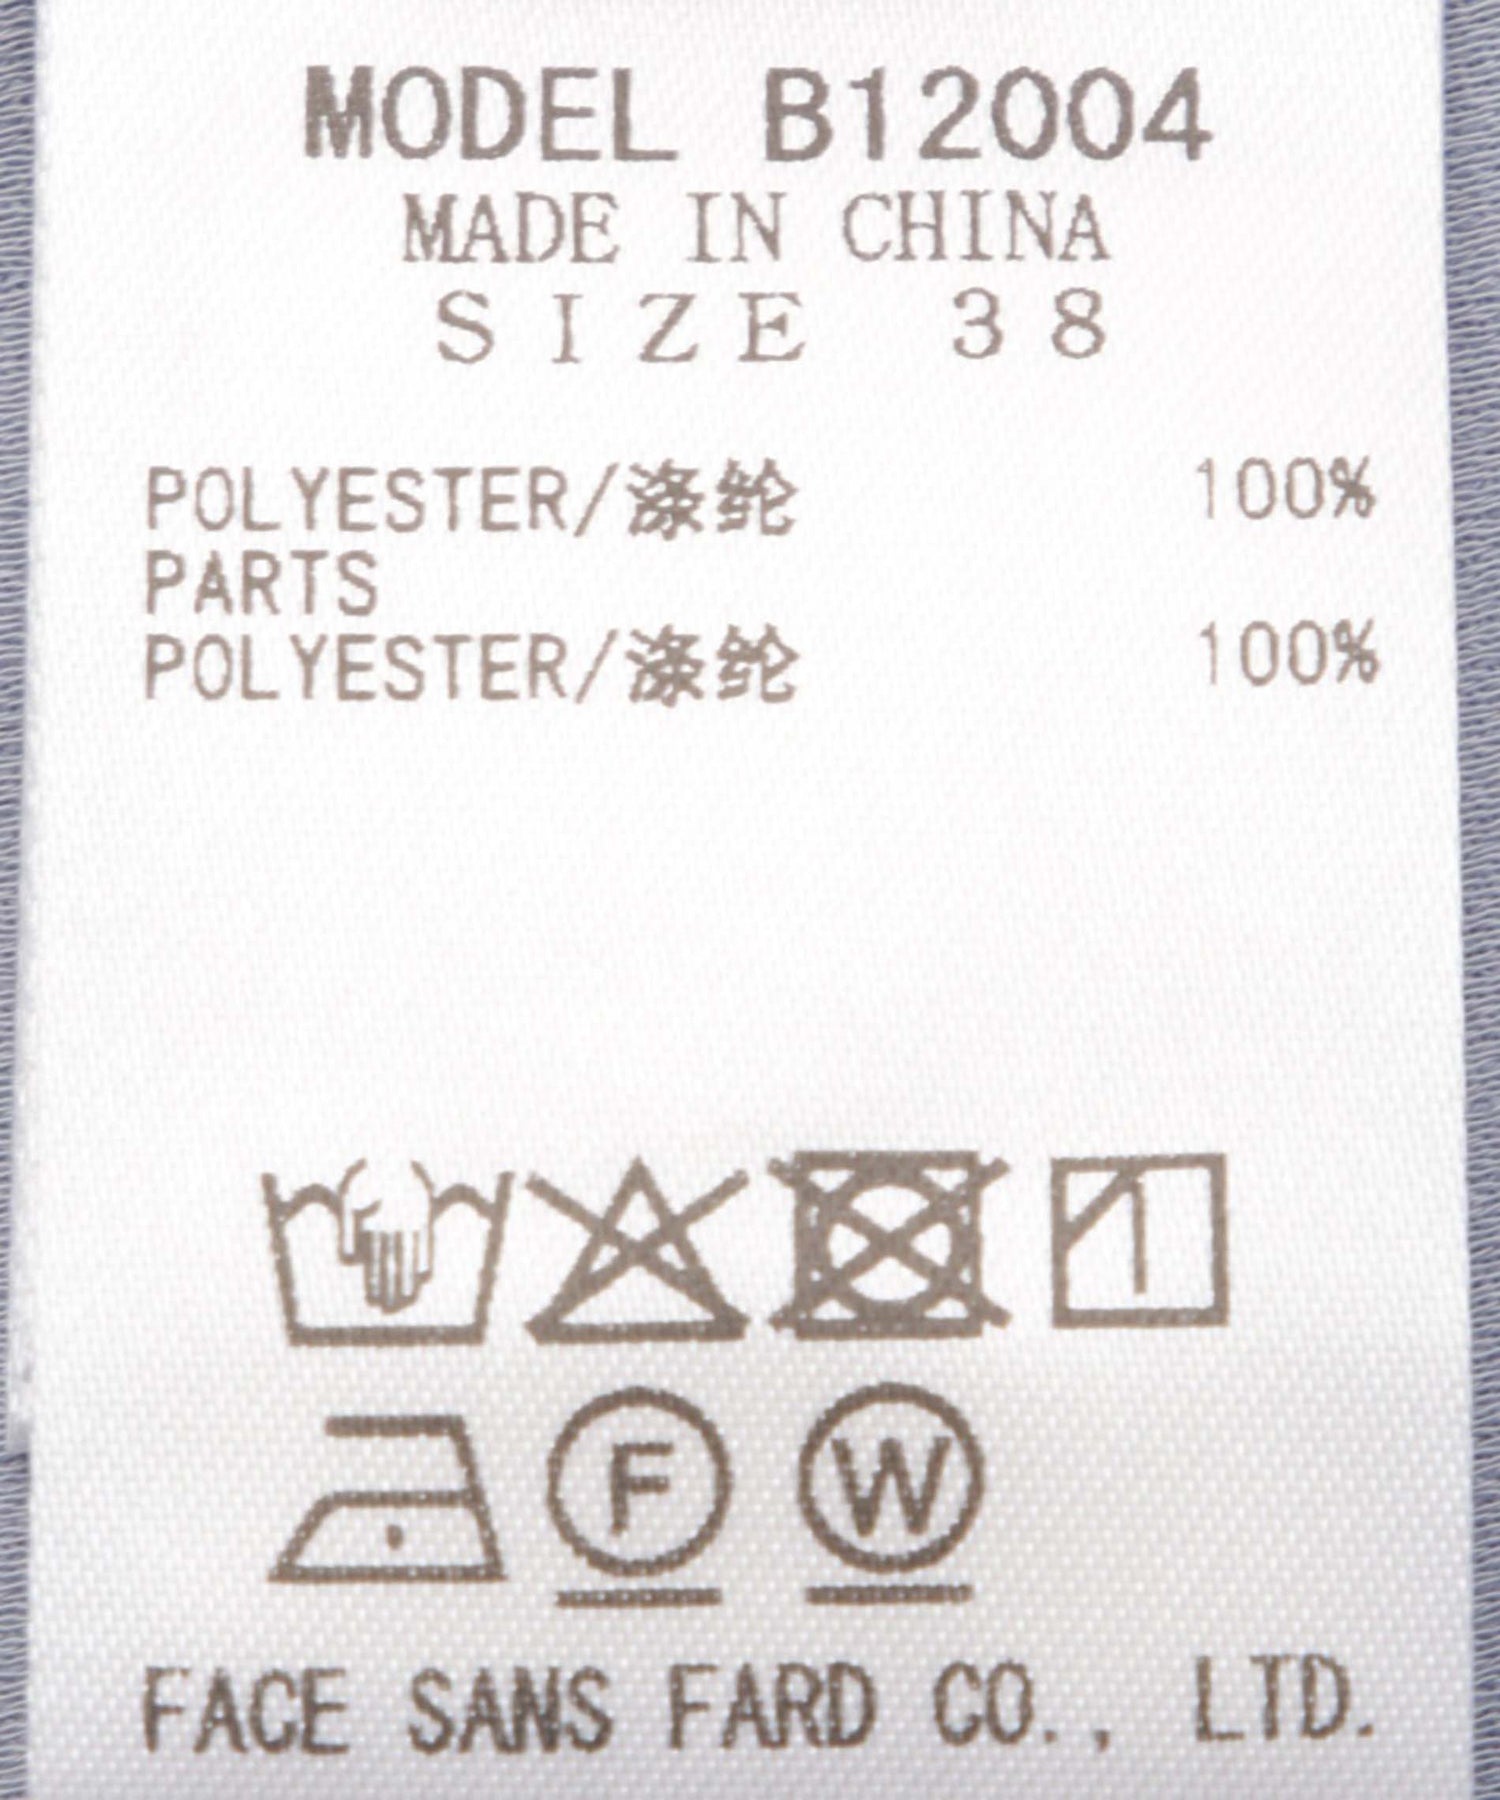 MODEL B12004
MADE IN CHINA
SIZE 38
POLYESTER/涤纶 100%
PARTS
POLYESTER/涤纶 100%
F W
FACE SANS FARD CO., LTD.